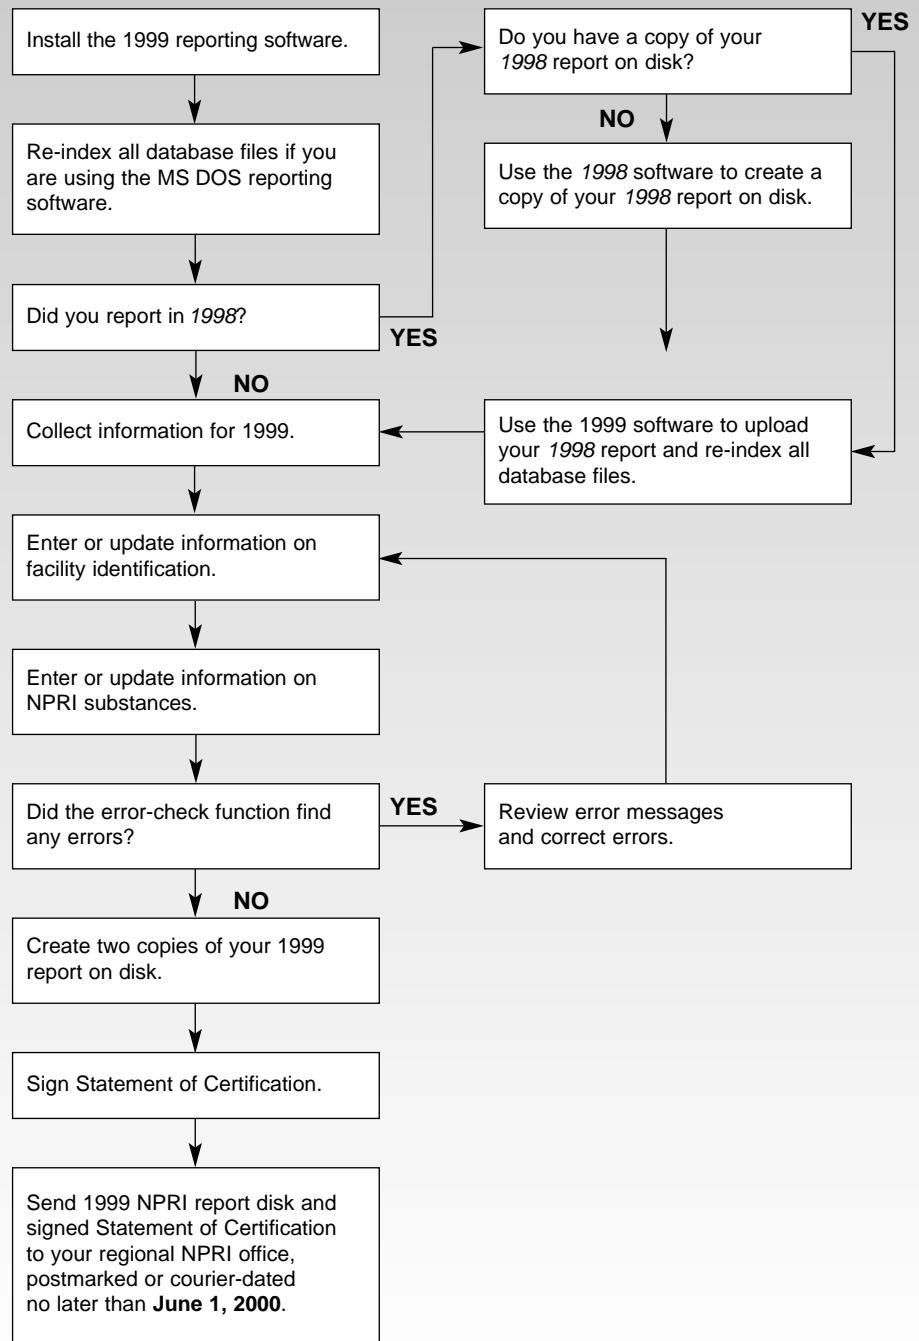 Install the 1999 reporting software.
Re-index all database files if you
are using the MS DOS reporting
software.
Did you report in 1998?
YES
NO
Do you have a copy of your
1998 report on disk?
YES
NO
Use the 1998 software to create a
copy of your 1998 report on disk.
Use the 1999 software to upload
your 1998 report and re-index all
database files.
Collect information for 1999.
Enter or update information on
facility identification.
Enter or update information on
NPRI substances.
Did the error-check function find
any errors?
YES
Review error messages
and correct errors.
NO
Create two copies of your 1999
report on disk.
Sign Statement of Certification.
Send 1999 NPRI report disk and
signed Statement of Certification
to your regional NPRI office,
postmarked or courier-dated
no later than June 1, 2000.